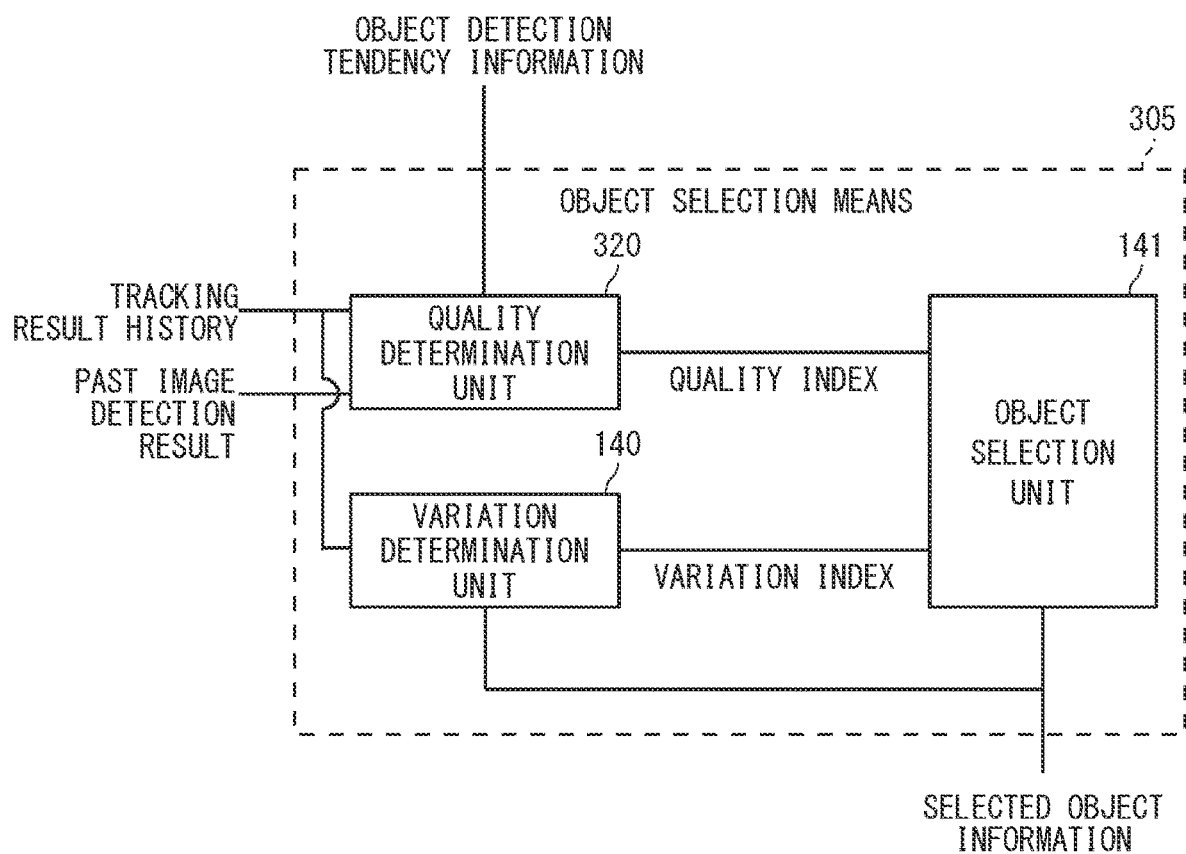 OBJECT DETECTION
TENDENCY INFORMATION
305
OBJECT SELECTION MEANS
320
141
TRACKING
RESULT HISTORY
QUALITY
DETERMINATION
UNIT
QUALITY INDEX
PAST IMAGE
DETECTION
RESULT
OBJECT
SELECTION
UNIT
140
VARIATION
DETERMINATION
UNIT
VARIATION INDEX
SELECTED OBJECT
INFORMATION